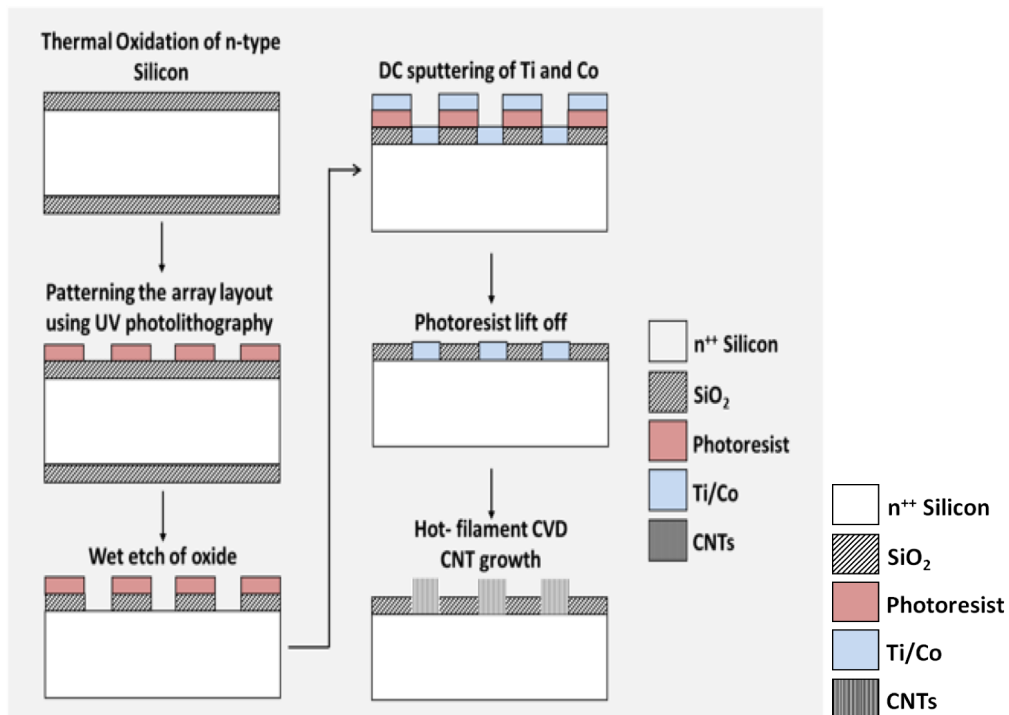 Thermal Oxidation of n-type
Silicon
Patterning the array layout
using UV photolithography
Wet etch of oxide
DC sputtering of Ti and Co
Photoresist lift off
Hot- filament CVD
CNT growth
n⁺⁺ Silicon
SiO₂
Photoresist
Ti/Co
CNTs
n⁺⁺ Silicon
SiO₂
Photoresist
Ti/Co
CNTs